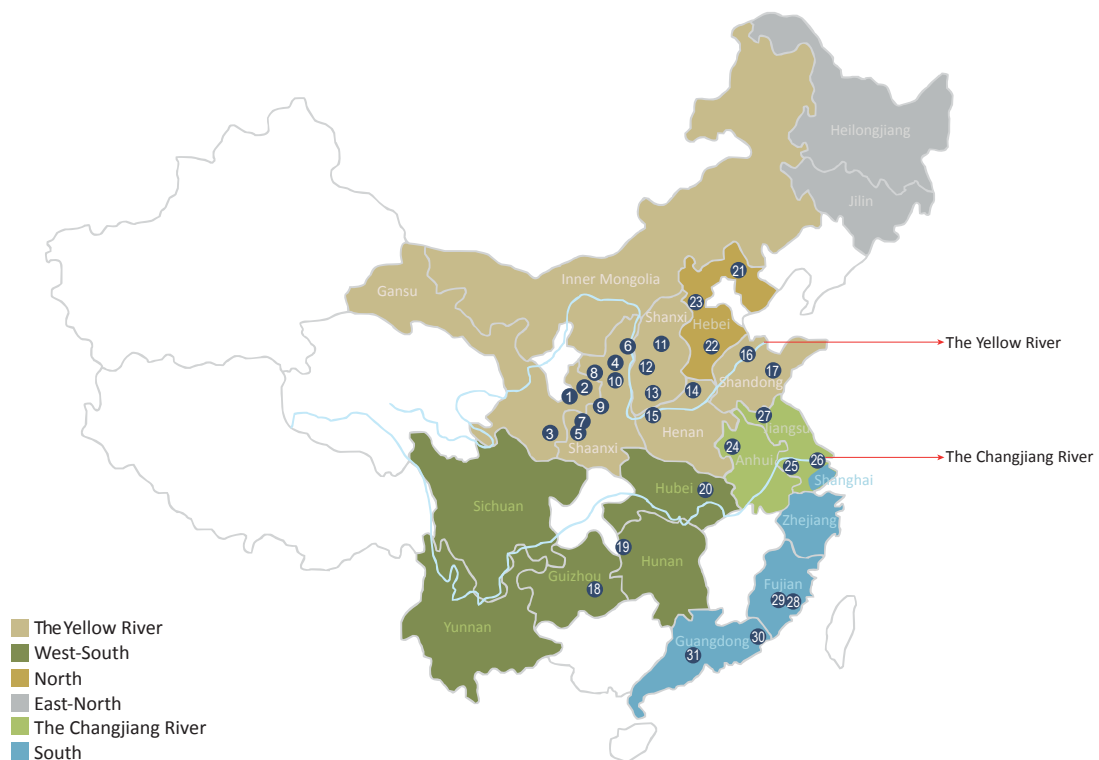 Heilongjiang
Jilin
21
Inner Mongolia
Gansu
23
Shanxi
Hebei
The Yellow River
6
11
22
16
4
12
17
8
10
Shandong
2
14
1
13
9
15
27
7
Jiangsu
3
5
Henan
24
Shaanxi
Anhui
26
The Changjiang River
25
Shanghai
Hubei
20
Sichuan
Zhejiang
19
Hunan
Guizhou
18
Fujian
29
28
The Yellow River
Yunnan
30
Guangdong
West-South
31
North
East-North
The Changjiang River
South